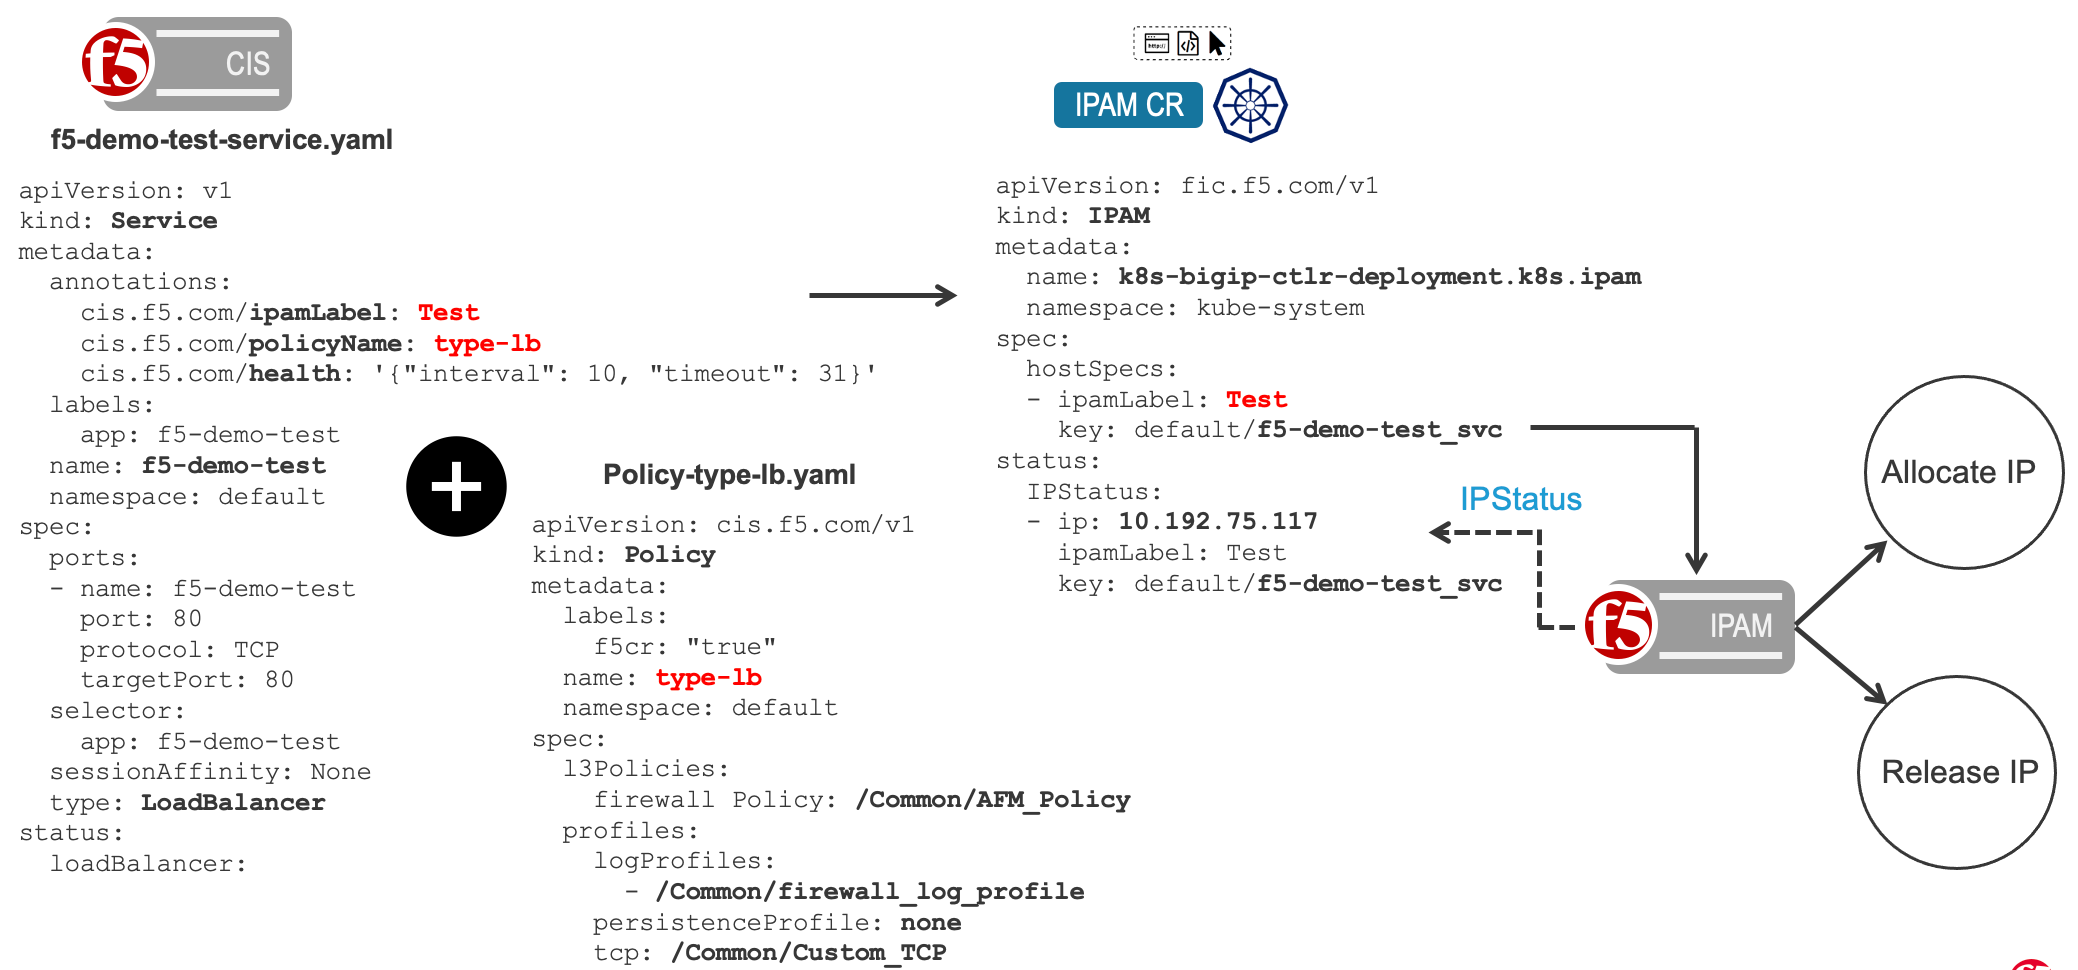 f5
CIS
f5-demo-test-service.yaml
apiVersion: v1
kind: Service
metadata:
  annotations:
    cis.f5.com/ipamLabel: Test
    cis.f5.com/policyName: type-lb
    cis.f5.com/health: '{"interval": 10, "timeout": 31}'
  labels:
    app: f5-demo-test
  name: f5-demo-test
  namespace: default
spec:
  ports:
  - name: f5-demo-test
    port: 80
    protocol: TCP
    targetPort: 80
  selector:
    app: f5-demo-test
  sessionAffinity: None
  type: LoadBalancer
status:
  loadBalancer:
Policy-type-lb.yaml
apiVersion: cis.f5.com/v1
kind: Policy
metadata:
  labels:
    f5cr: "true"
  name: type-lb
  namespace: default
spec:
  l3Policies:
    firewall Policy: /Common/AFM_Policy
  profiles:
    logProfiles:
      - /Common/firewall_log_profile
    persistenceProfile: none
    tcp: /Common/Custom_TCP
http://
</>
IPAM CR
apiVersion: fic.f5.com/v1
kind: IPAM
metadata:
  name: k8s-bigip-ctlr-deployment.k8s.ipam
  namespace: kube-system
spec:
  hostSpecs:
  - ipamLabel: Test
    key: default/f5-demo-test_svc
status:
  IPStatus:
  - ip: 10.192.75.117
    ipamLabel: Test
    key: default/f5-demo-test_svc
IPStatus
f5
IPAM
Allocate IP
Release IP